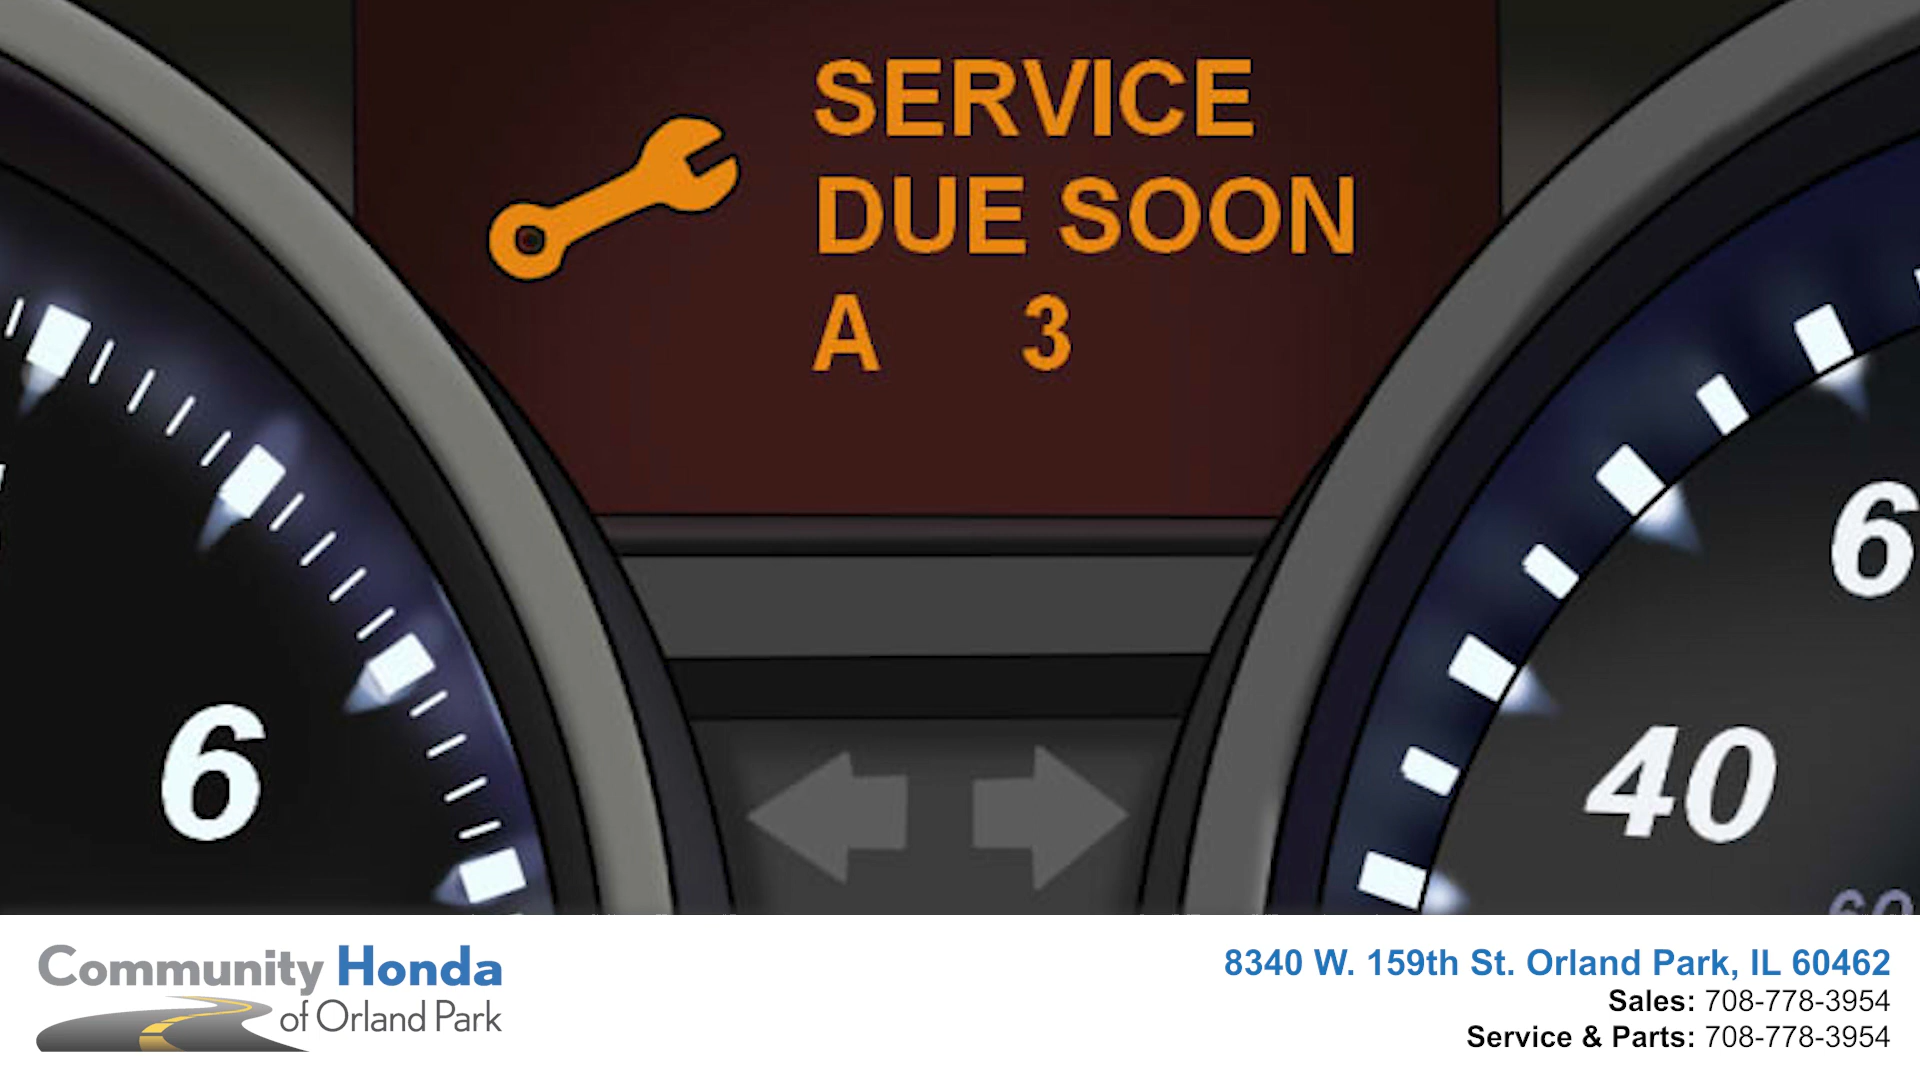 SERVICE
DUE SOON
A 3
6
6
40
60
Community Honda
of Orland Park
8340 W. 159th St. Orland Park, IL 60462
Sales: 708-778-3954
Service & Parts: 708-778-3954